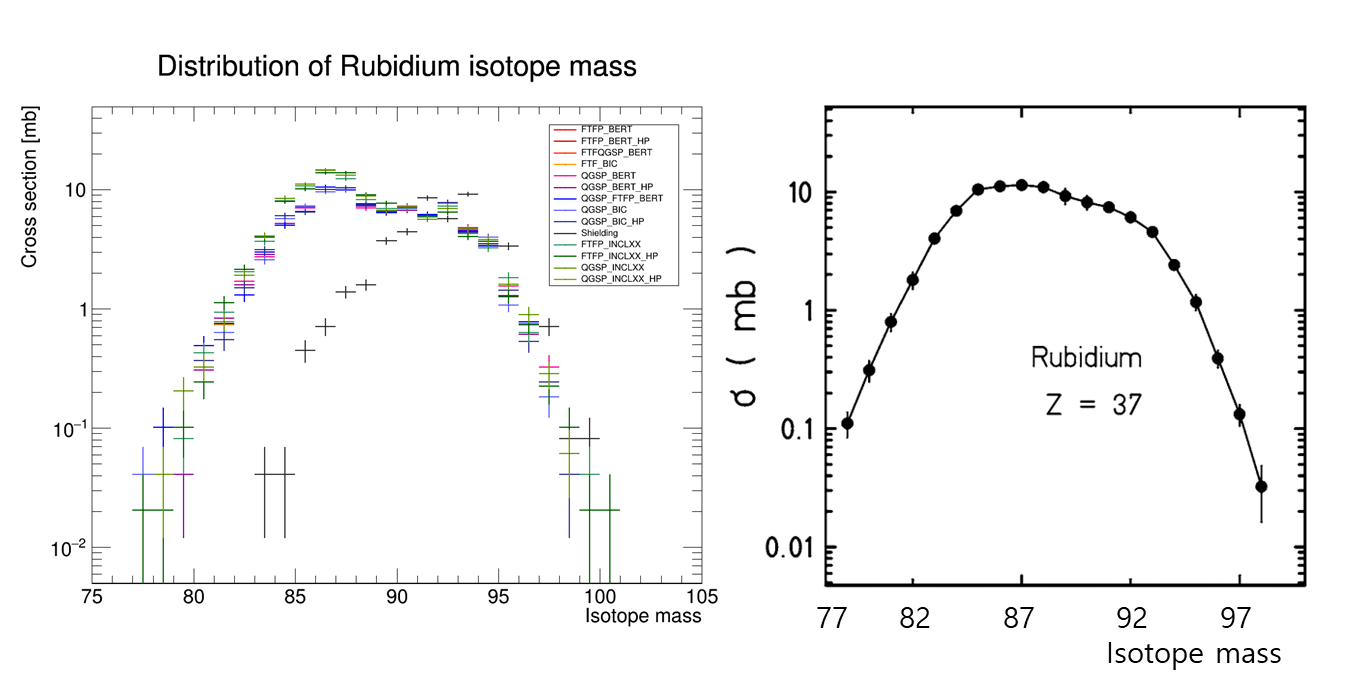 Distribution of Rubidium isotope mass
Cross section [mb]
10
1
10⁻¹
10⁻²
75 80 85 90 95 100 105
Isotope mass
FTFP_BERT
FTFP_BERT_HP
FTFQGSP_BERT
FTF_BIC
QGSP_BERT
QGSP_BERT_HP
QGSP_FTFP_BERT
QGSP_BIC
QGSP_BIC_HP
Shielding
FTFP_INCLXX
FTFP_INCLXX_HP
QGSP_INCLXX
QGSP_INCLXX_HP
σ ( mb )
10
1
0.1
0.01
Rubidium
Z = 37
77 82 87 92 97
Isotope mass